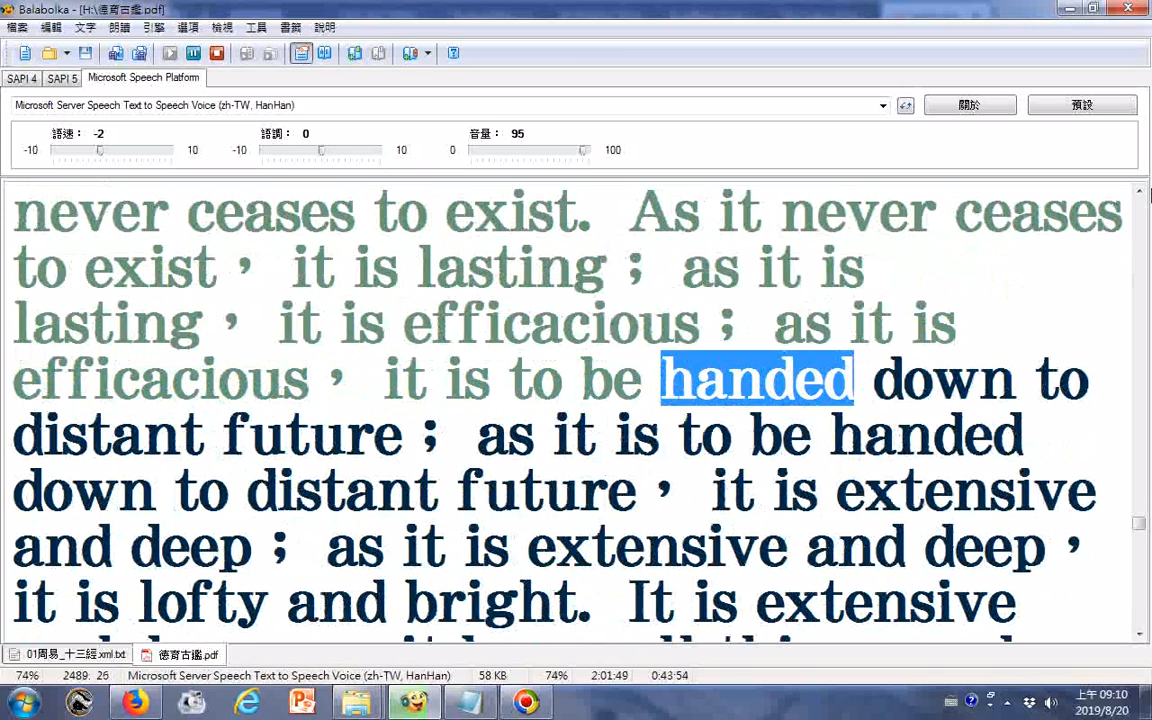 Balabolka - [H:\德育古鑑.pdf]
檔案 編輯 文字 朗讀 引擎 選項 檢視 工具 書籤 說明
SAPI 4 SAPI 5 Microsoft Speech Platform
Microsoft Server Speech Text to Speech Voice (zh-TW, HanHan) 關於 預設
語速： -2 語調： 0 音量： 95
-10 10 -10 10 0 100
never ceases to exist. As it never ceases
to exist， it is lasting； as it is
lasting， it is efficacious； as it is
efficacious， it is to be handed down to
distant future； as it is to be handed
down to distant future， it is extensive
and deep； as it is extensive and deep，
it is lofty and bright. It is extensive
01周易_十三經.xml.txt 德育古鑑.pdf
74% 2489: 26 Microsoft Server Speech Text to Speech Voice (zh-TW, HanHan) 58 KB 74% 2:01:49 0:43:54
上午 09:10
2019/8/20